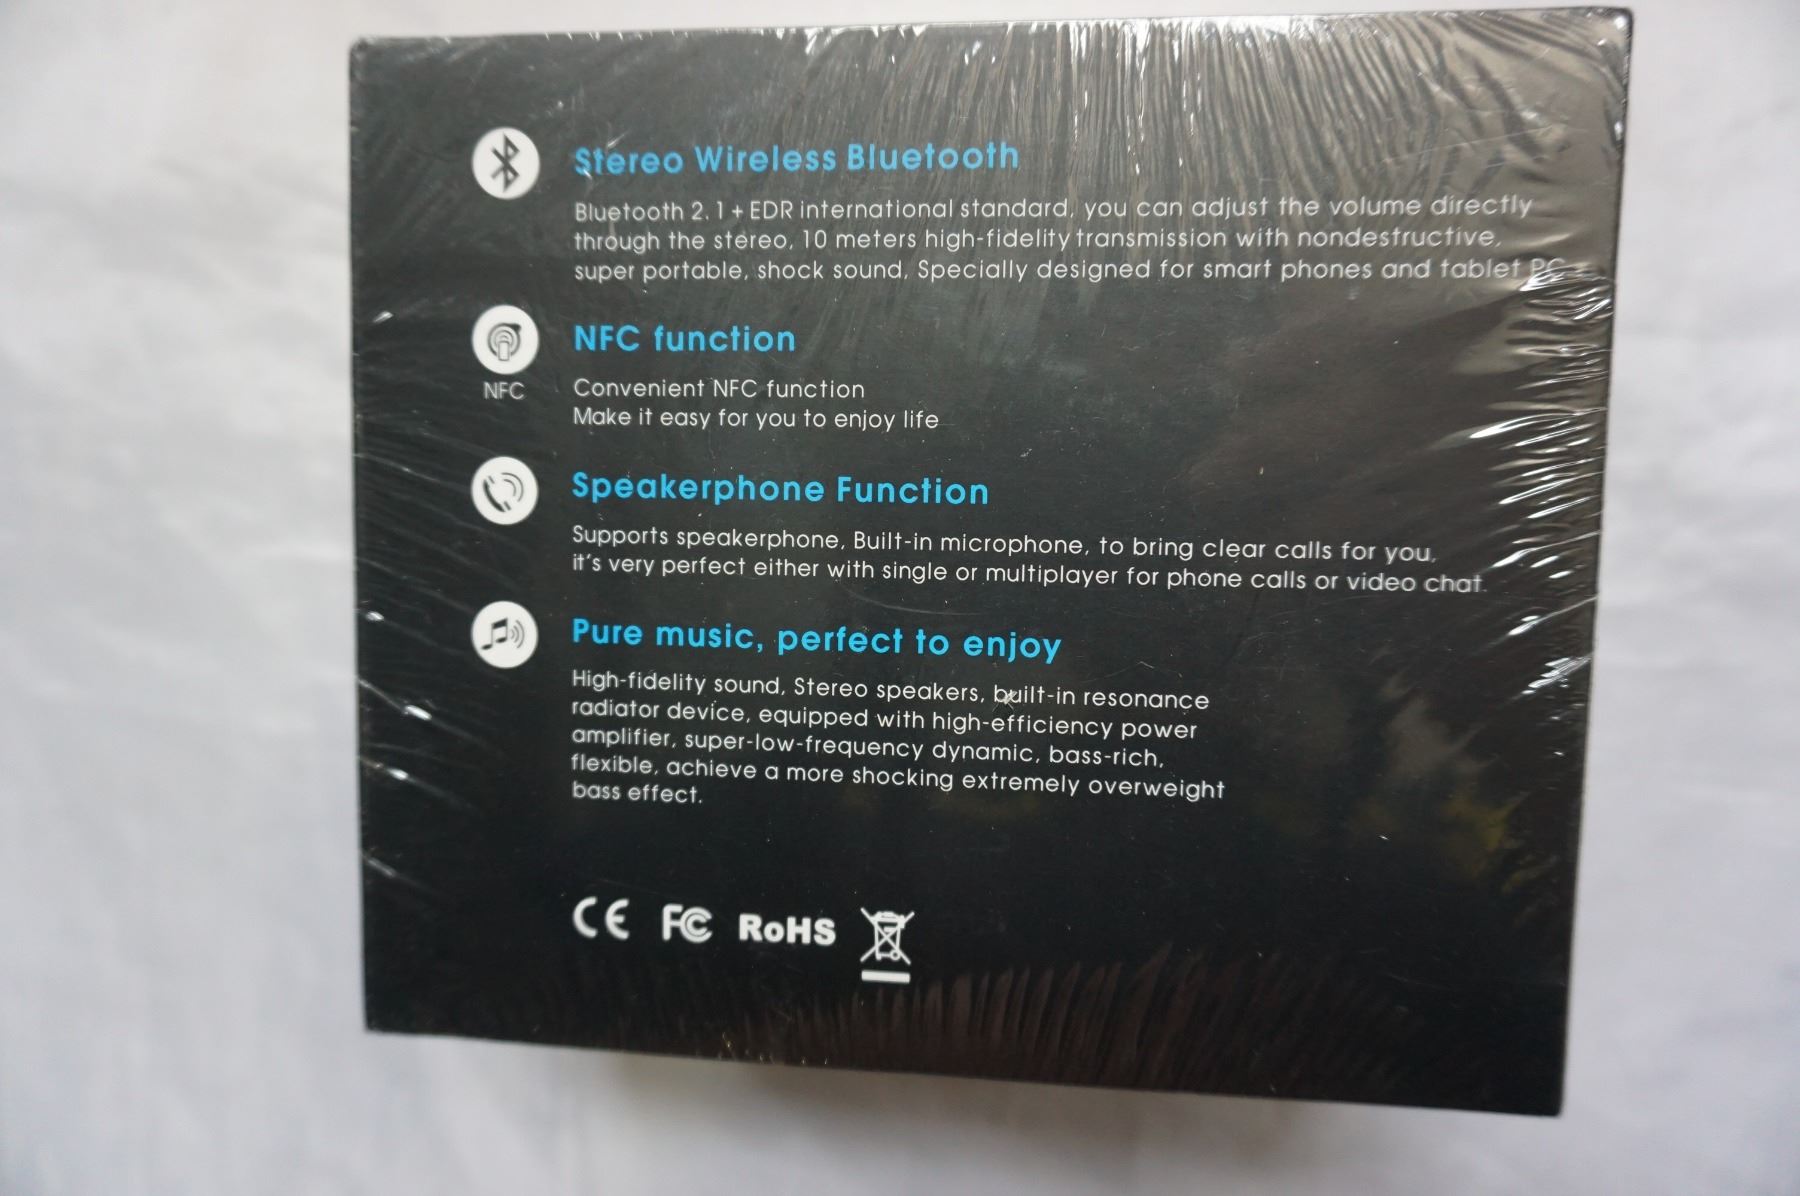 Stereo Wireless Bluetooth
Bluetooth 2.1+EDR international standard, you can adjust the volume directly
through the stereo, 10 meters high-fidelity transmission with nondestructive,
super portable, shock sound, Specially designed for smart phones and tablet PC
NFC function
NFC
Convenient NFC function
Make it easy for you to enjoy life
Speakerphone Function
Supports speakerphone, Built-in microphone, to bring clear calls for you,
it's very perfect either with single or multiplayer for phone calls or video chat.
Pure music, perfect to enjoy
High-fidelity sound, Stereo speakers, built-in resonance
radiator device, equipped with high-efficiency power
amplifier, super-low-frequency dynamic, bass-rich,
flexible, achieve a more shocking extremely overweight
bass effect.
CE FC RoHS